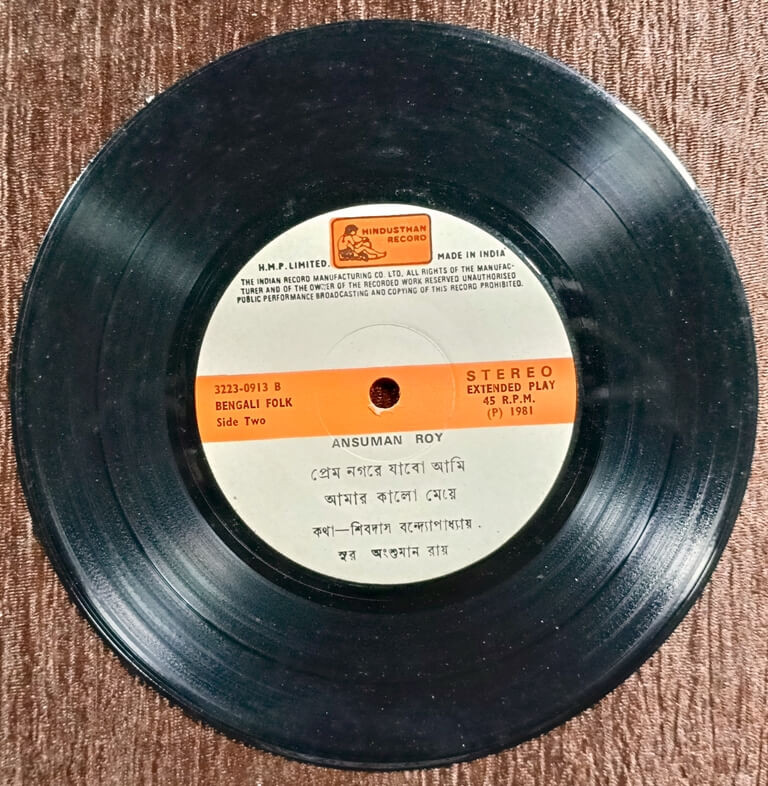 HINDUSTHAN
RECORD
H.M.P. LIMITED. MADE IN INDIA
THE INDIAN RECORD MANUFACTURING CO. LTD. ALL RIGHTS OF THE MANUFAC-
TURER AND OF THE OWNER OF THE RECORDED WORK RESERVED UNAUTHORISED
PUBLIC PERFORMANCE BROADCASTING AND COPYING OF THIS RECORD PROHIBITED.
3223-0913 B
BENGALI FOLK
Side Two
STEREO
EXTENDED PLAY
45 R.P.M.
(P) 1981
ANSUMAN ROY
প্রেম নগরে যাবো আমি
আমার কালো মেয়ে
কথা—শিবদাস বন্দ্যোপাধ্যায় .
সুর অংশুমান রায়